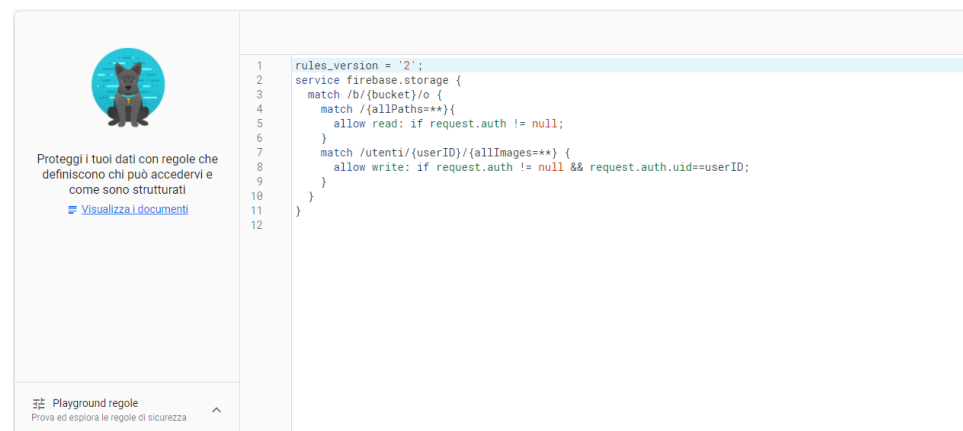 Proteggi i tuoi dati con regole che
definiscono chi può accedervi e
come sono strutturati
Visualizza i documenti
Playground regole
Prova ed esplora le regole di sicurezza
1 rules_version = '2';
2 service firebase.storage {
3   match /b/{bucket}/o {
4     match /{allPaths=**}{
5       allow read: if request.auth != null;
6     }
7     match /utenti/{userID}/{allImages=**} {
8       allow write: if request.auth != null && request.auth.uid==userID;
9     }
10   }
11 }
12